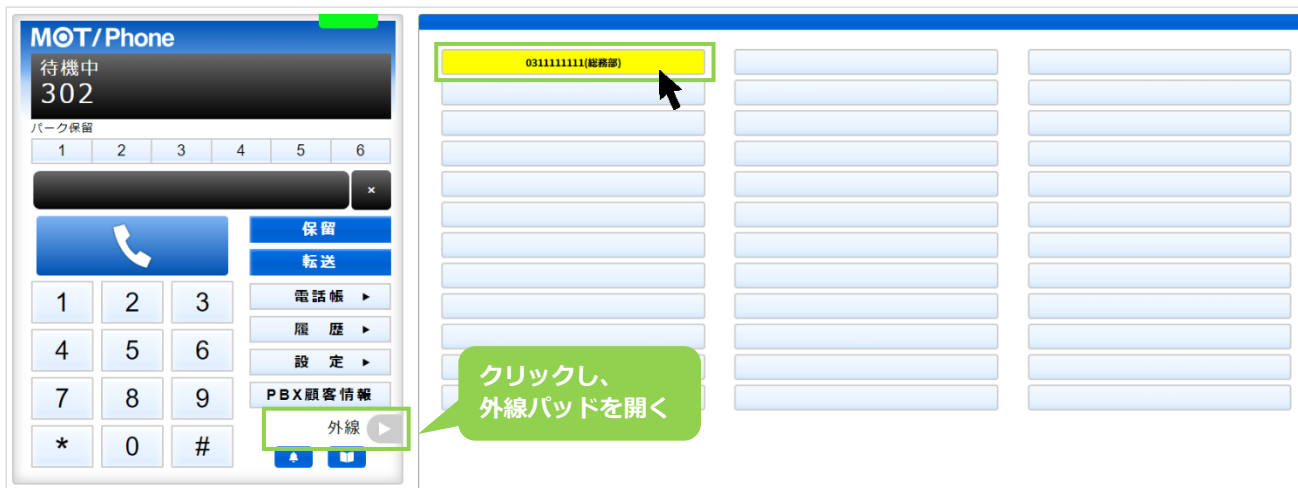 MOT/Phone
待機中
302
パーク保留
1 2 3 4 5 6
×
保留
転送
1 2 3
電話帳 ▶
履 歴 ▶
4 5 6
設 定 ▶
7 8 9
PBX顧客情報
外線
* 0 #
0311111111(総務部)
クリックし、
外線パッドを開く